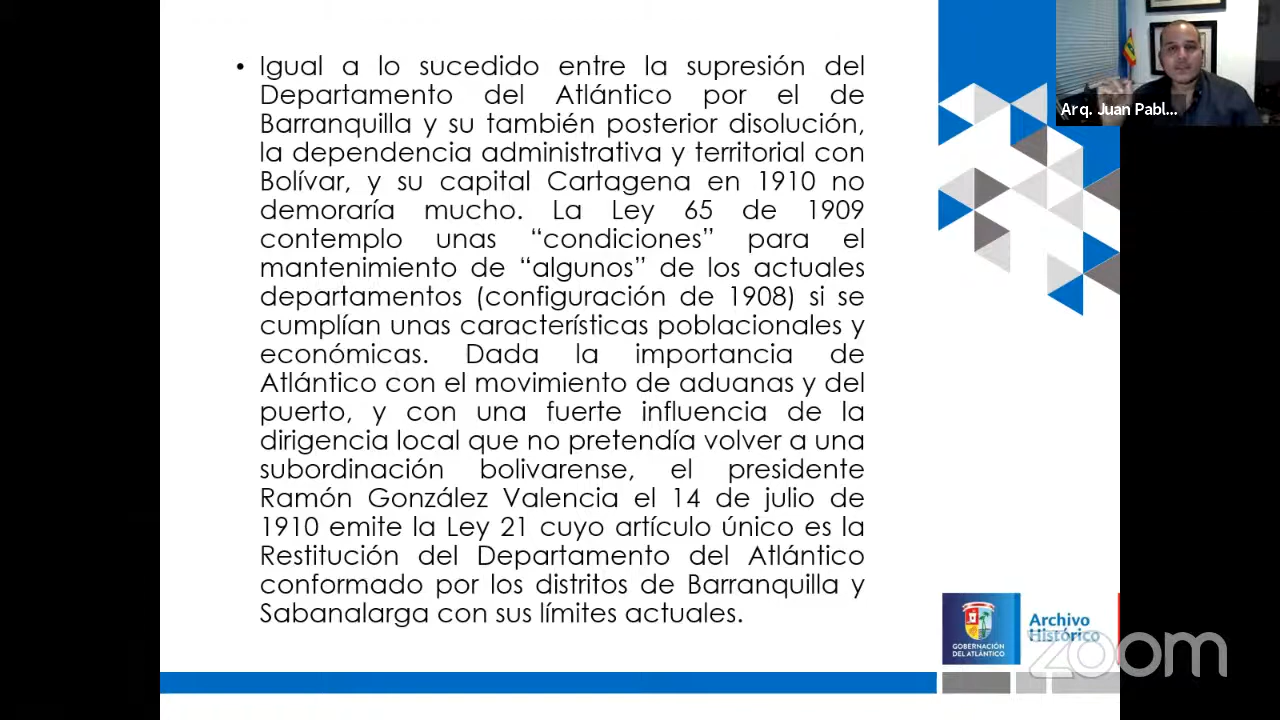 • Igual a lo sucedido entre la supresión del
Departamento del Atlántico por el de
Barranquilla y su también posterior disolución,
la dependencia administrativa y territorial con
Bolívar, y su capital Cartagena en 1910 no
demoraría mucho. La Ley 65 de 1909
contemplo unas “condiciones” para el
mantenimiento de “algunos” de los actuales
departamentos (configuración de 1908) si se
cumplían unas características poblacionales y
económicas. Dada la importancia de
Atlántico con el movimiento de aduanas y del
puerto, y con una fuerte influencia de la
dirigencia local que no pretendía volver a una
subordinación bolivarense, el presidente
Ramón González Valencia el 14 de julio de
1910 emite la Ley 21 cuyo artículo único es la
Restitución del Departamento del Atlántico
conformado por los distritos de Barranquilla y
Sabanalarga con sus límites actuales.
Arq. Juan Pabl...
GOBERNACIÓN
DEL ATLÁNTICO
Archivo
Histórico
zoom